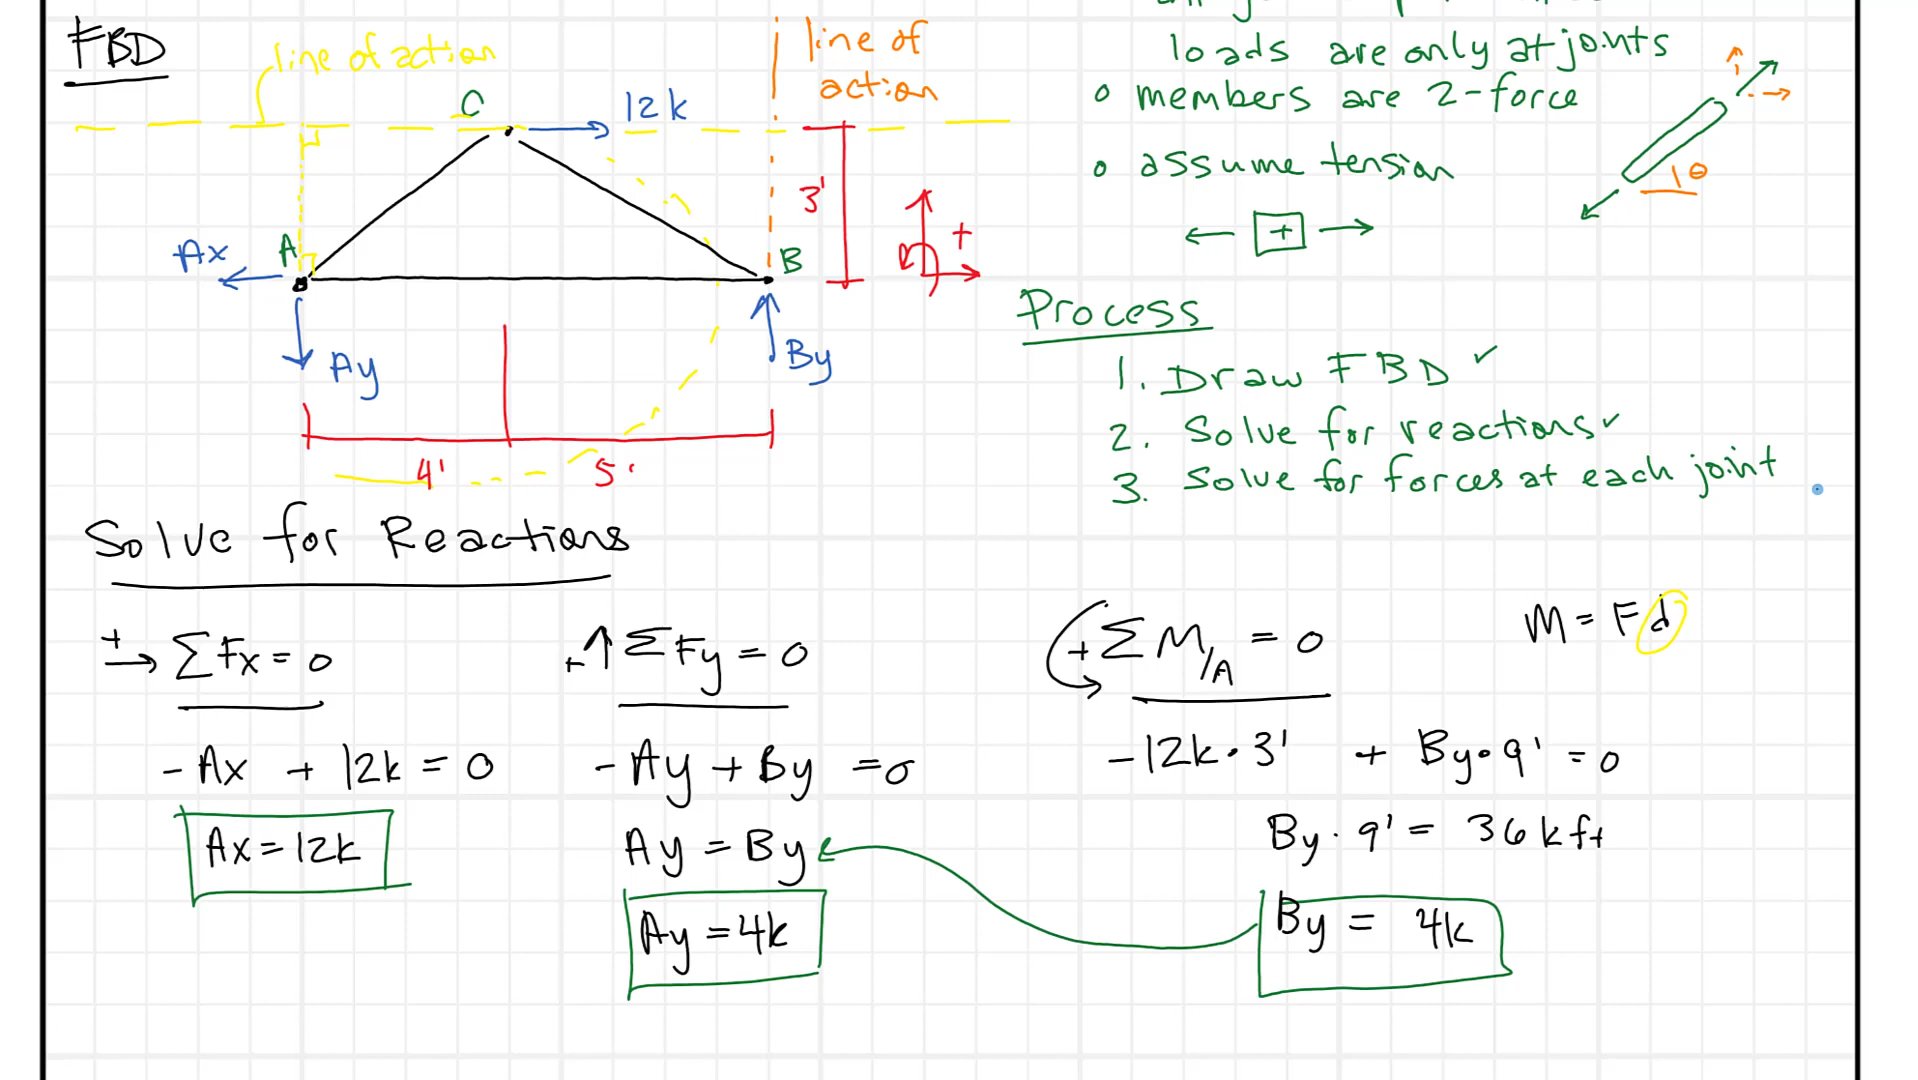 FBD
line of action
line of
action
C
12k
A
B
3'
Ax
Ay
By
+
4'
5'
loads are only at joints
members are 2-force
assume tension
+
θ
Process
1. Draw FBD ✓
2. Solve for reactions ✓
3. Solve for forces at each joint
Solve for Reactions
+→ ΣFx = 0
-Ax + 12k = 0
Ax = 12k
+↑ ΣFy = 0
-Ay + By = 0
Ay = By
Ay = 4k
+ ΣM/A = 0
M = Fd
-12k · 3' + By · 9' = 0
By · 9' = 36 kft
By = 4k